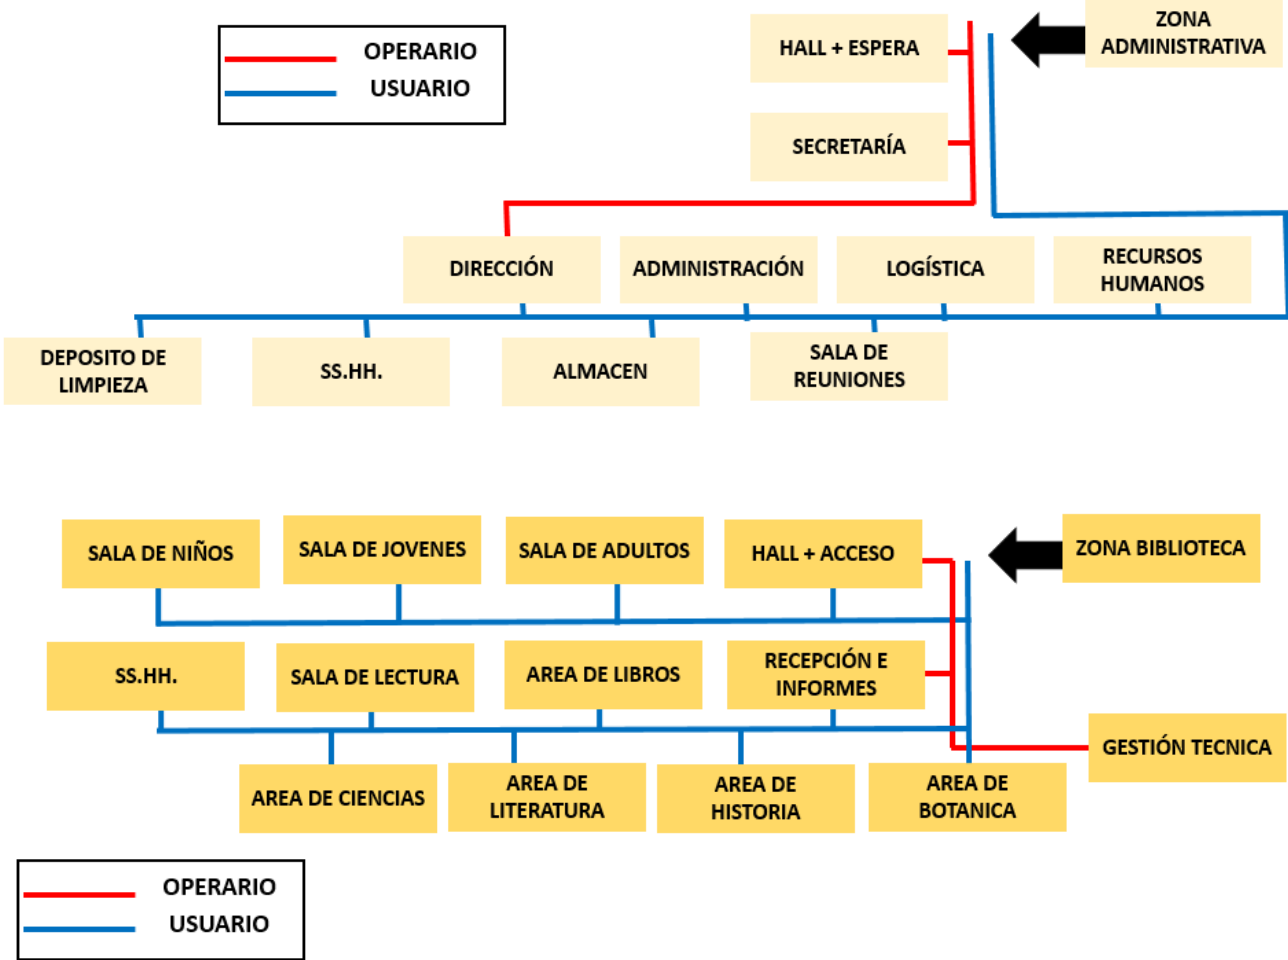 OPERARIO
USUARIO
HALL + ESPERA
ZONA
ADMINISTRATIVA
SECRETARÍA
DIRECCIÓN
ADMINISTRACIÓN
LOGÍSTICA
RECURSOS
HUMANOS
DEPOSITO DE
LIMPIEZA
SS.HH.
ALMACEN
SALA DE
REUNIONES
SALA DE NIÑOS
SALA DE JOVENES
SALA DE ADULTOS
HALL + ACCESO
ZONA BIBLIOTECA
SS.HH.
SALA DE LECTURA
AREA DE LIBROS
RECEPCIÓN E
INFORMES
GESTIÓN TECNICA
AREA DE CIENCIAS
AREA DE
LITERATURA
AREA DE
HISTORIA
AREA DE
BOTANICA
OPERARIO
USUARIO